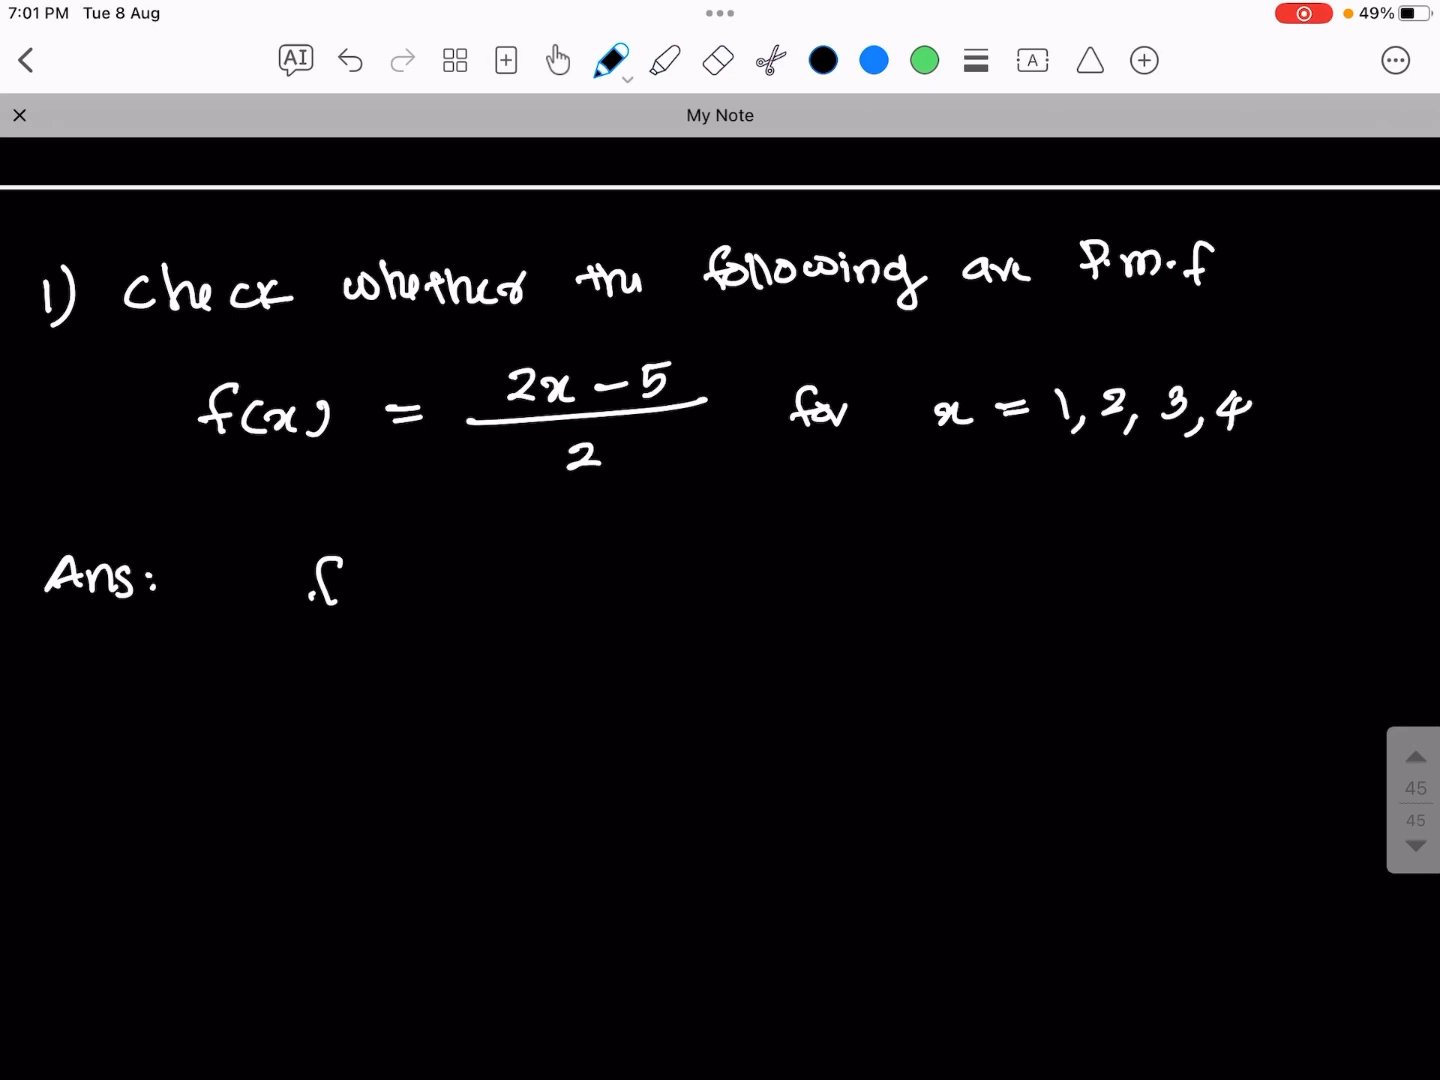 7:01 PM Tue 8 Aug
49%
AI
A
My Note
1) Check whether the following are P.m.f
f(x) = 2x - 5 / 2 for x = 1, 2, 3, 4
Ans: f
45
45